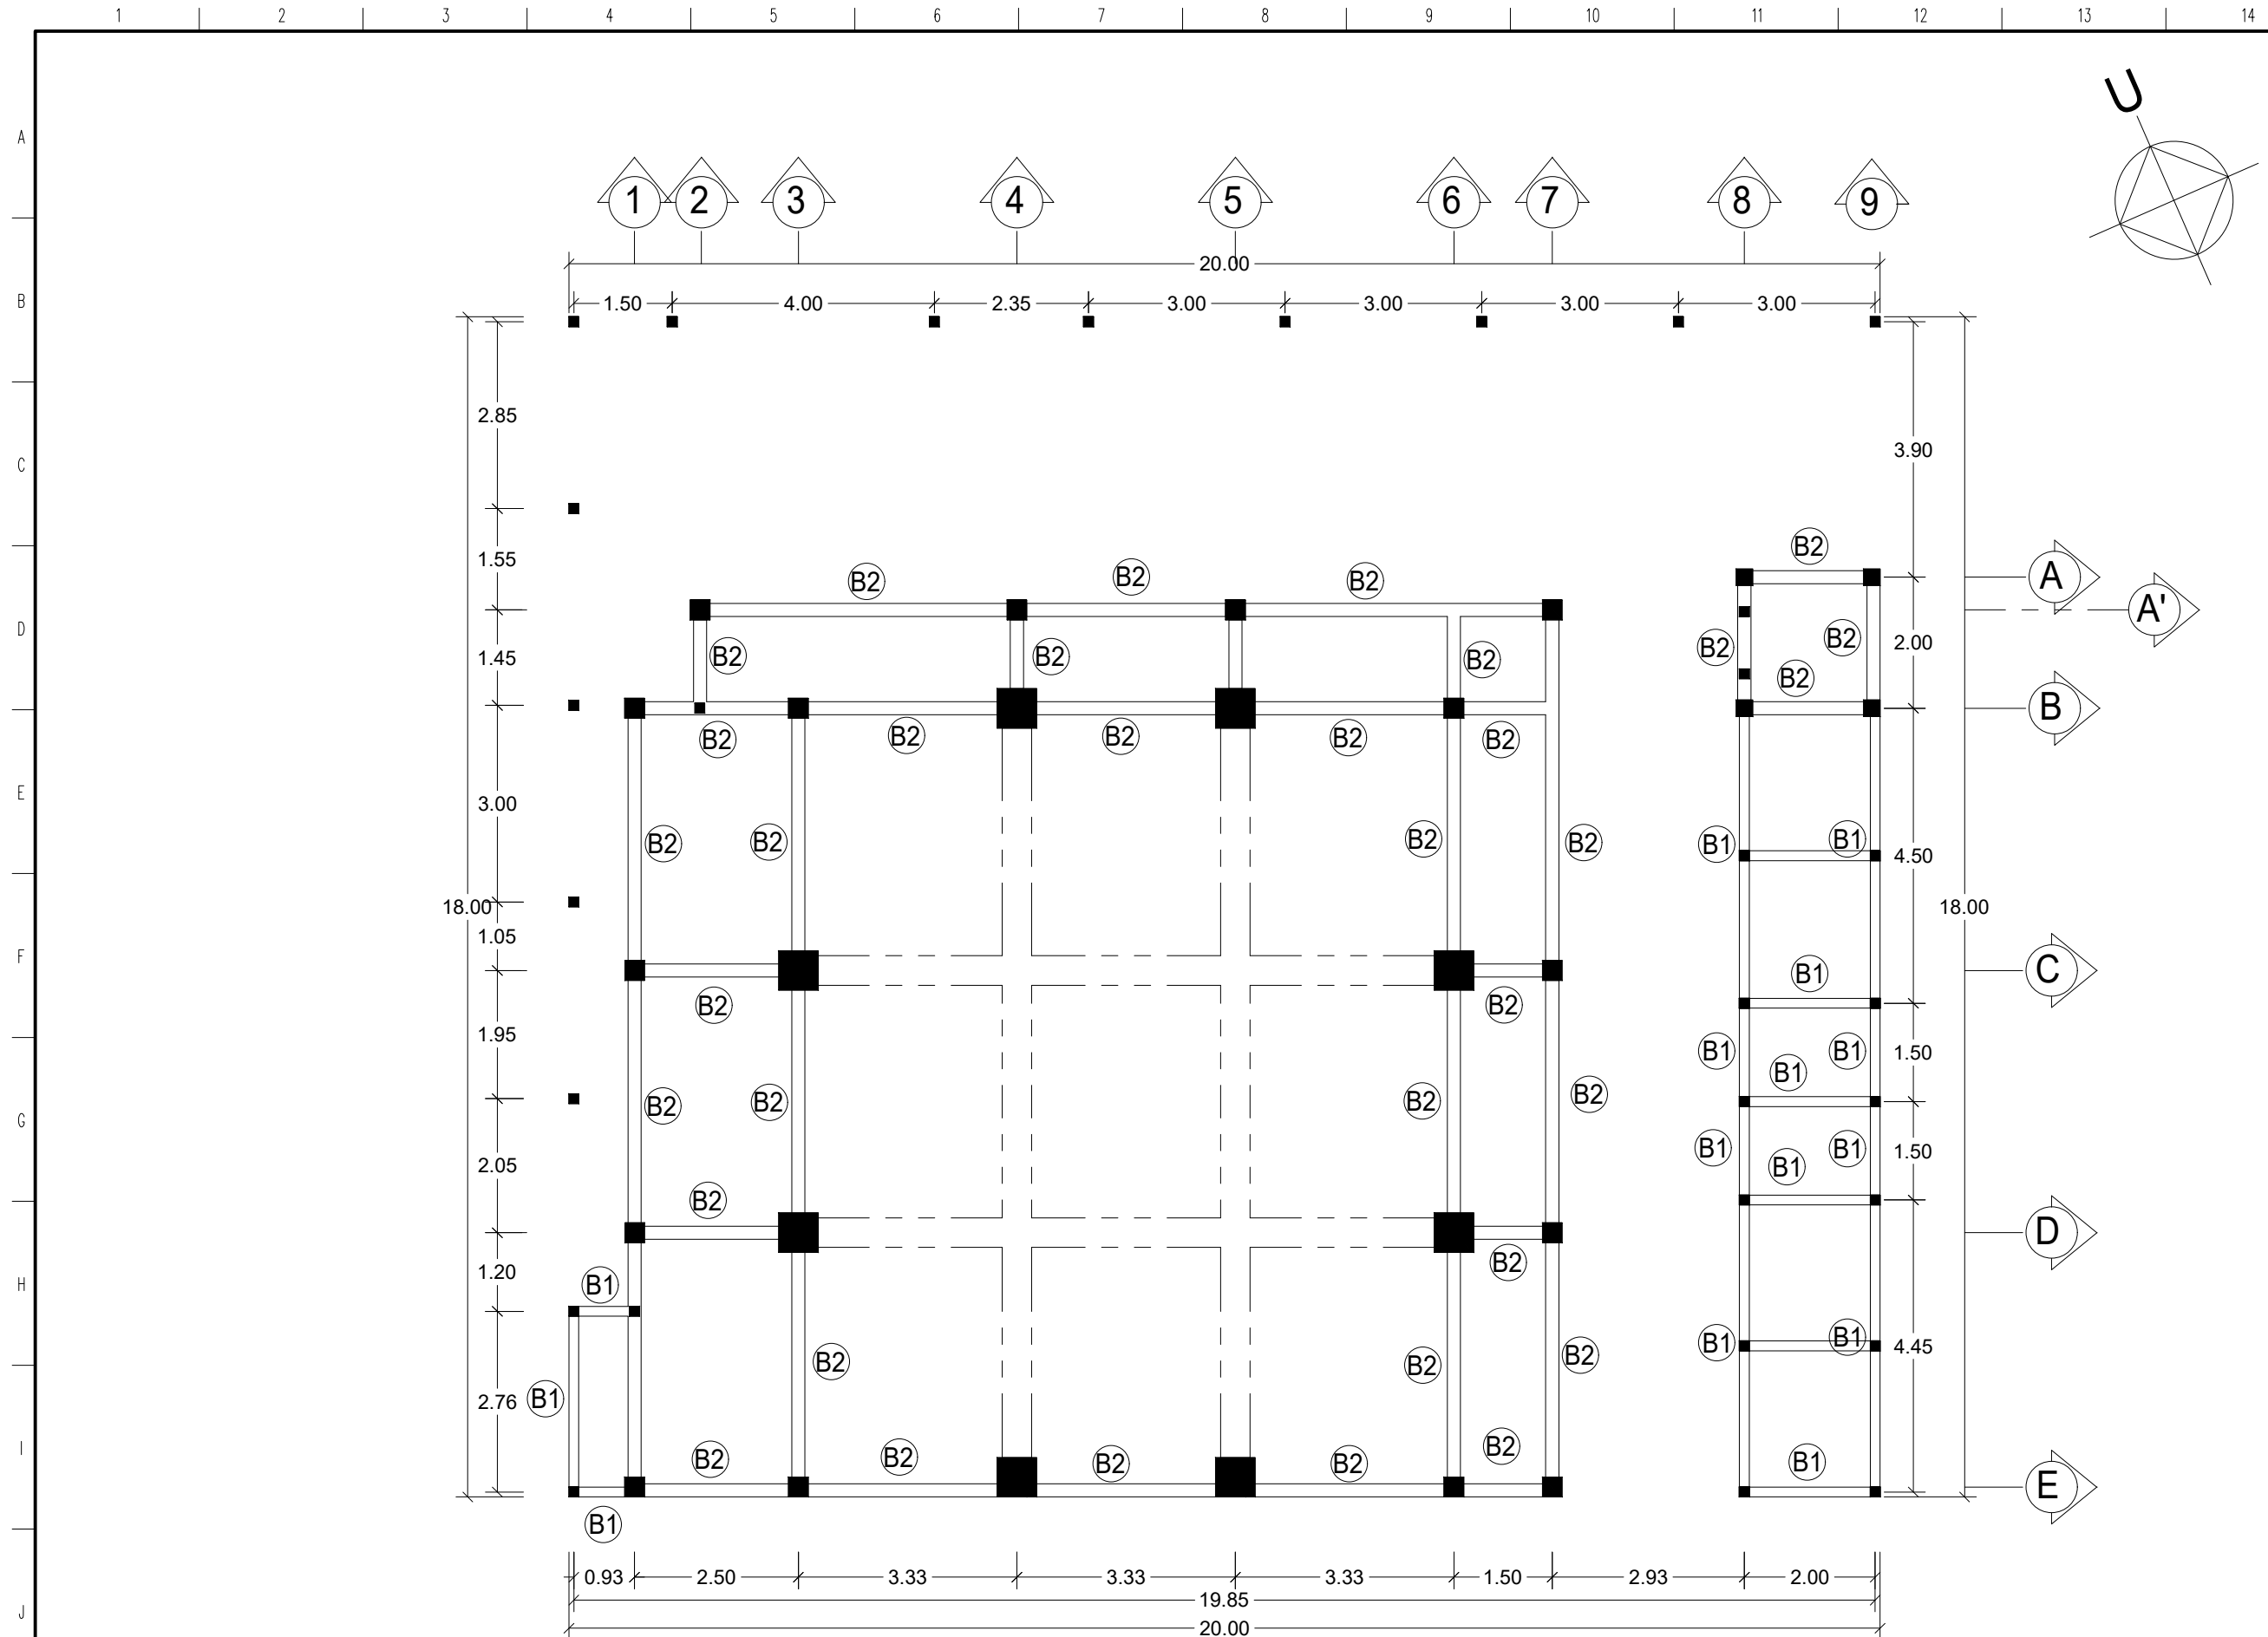 1 2 3 4 5 6 7 8 9 10 11 12 13 14
U
A
1 2 3 4 5 6 7 8 9
20.00
B
1.50 4.00 2.35 3.00 3.00 3.00 3.00
2.85
3.90
C
B2
1.55
B2 B2 B2
A
A'
D
1.45
B2 B2 B2 B2 B2 2.00
B2
B
B2 B2 B2 B2 B2
E
3.00
B2 B2 B2 B2 B1 B1 4.50
18.00 18.00
1.05
F
B1
C
B2 B2
1.95
B1 B1 1.50
B1
G
B2 B2 B2 B2
2.05
B1 B1 1.50
B1
B2
D
H
1.20
B2
B1
B1 B1 4.45
B2 B2 B2
2.76
B1
I
B2 B2 B2 B2 B2 B1
E
B1
0.93 2.50 3.33 3.33 3.33 1.50 2.93 2.00
19.85
J
20.00